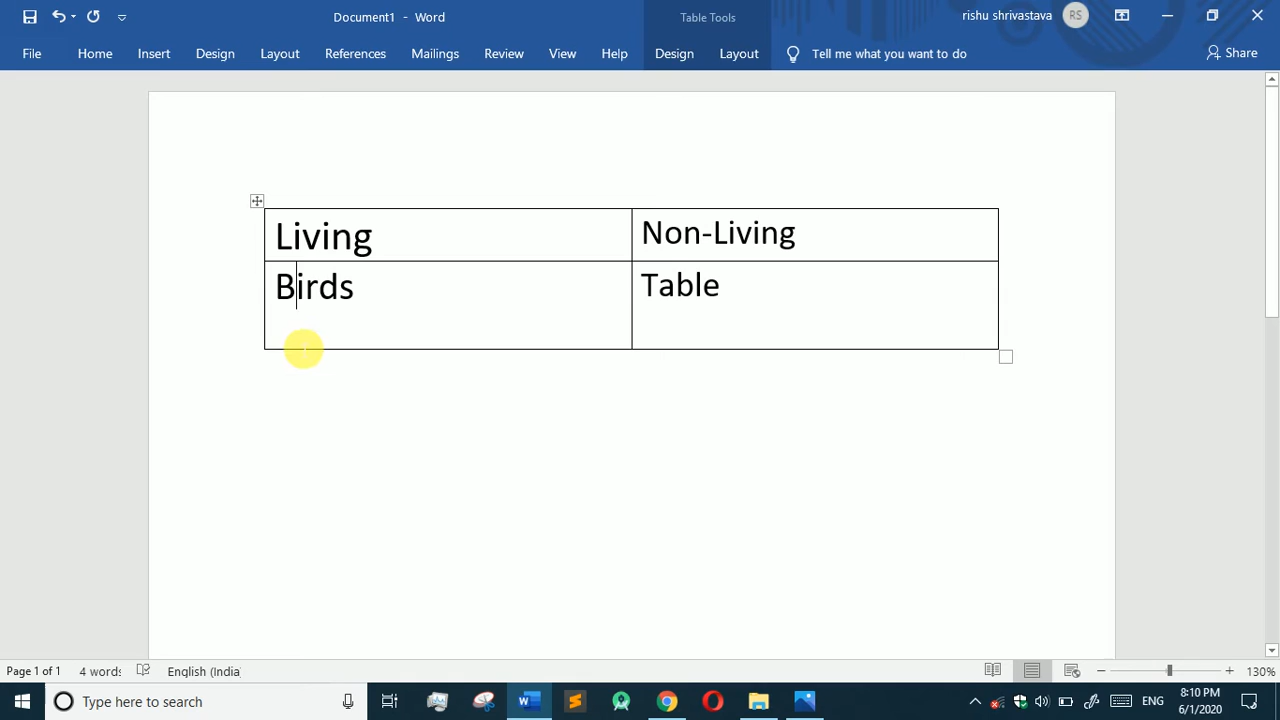 Document1 - Word
Table Tools
rishu shrivastava
RS
File
Home
Insert
Design
Layout
References
Mailings
Review
View
Help
Design
Layout
Tell me what you want to do
Share
Living
Non-Living
Birds
Table
Page 1 of 1
4 words
English (India)
130%
Type here to search
ENG
8:10 PM
6/1/2020